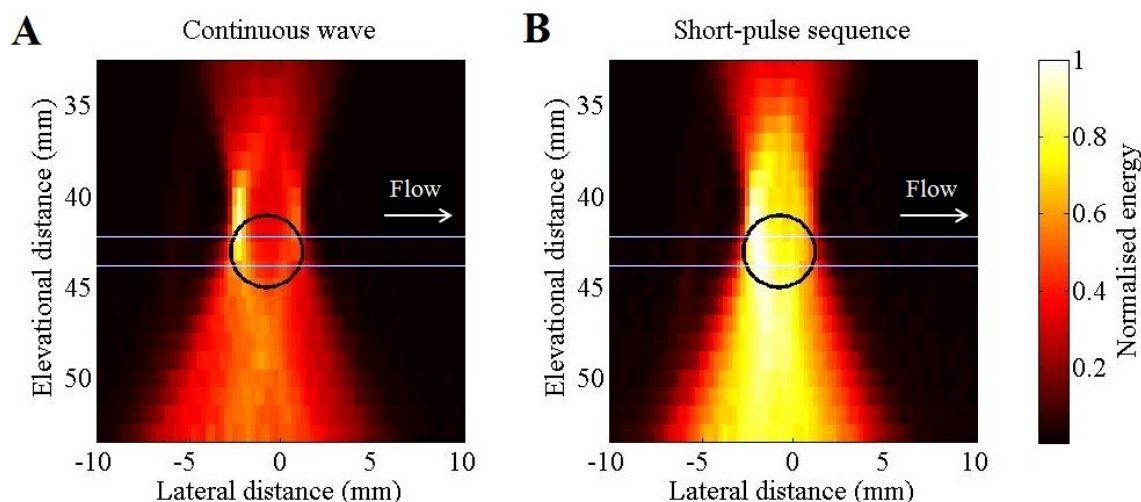 A
Continuous wave
Elevational distance (mm)
35
40
45
50
Flow
-10
-5
0
5
10
Lateral distance (mm)
B
Short-pulse sequence
Elevational distance (mm)
35
40
45
50
Flow
-10
-5
0
5
10
Lateral distance (mm)
1
0.8
0.6
0.4
0.2
Normalised energy